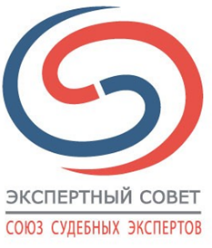 ЭКСПЕРТНЫЙ СОВЕТ
СОЮЗ СУДЕБНЫХ ЭКСПЕРТОВ